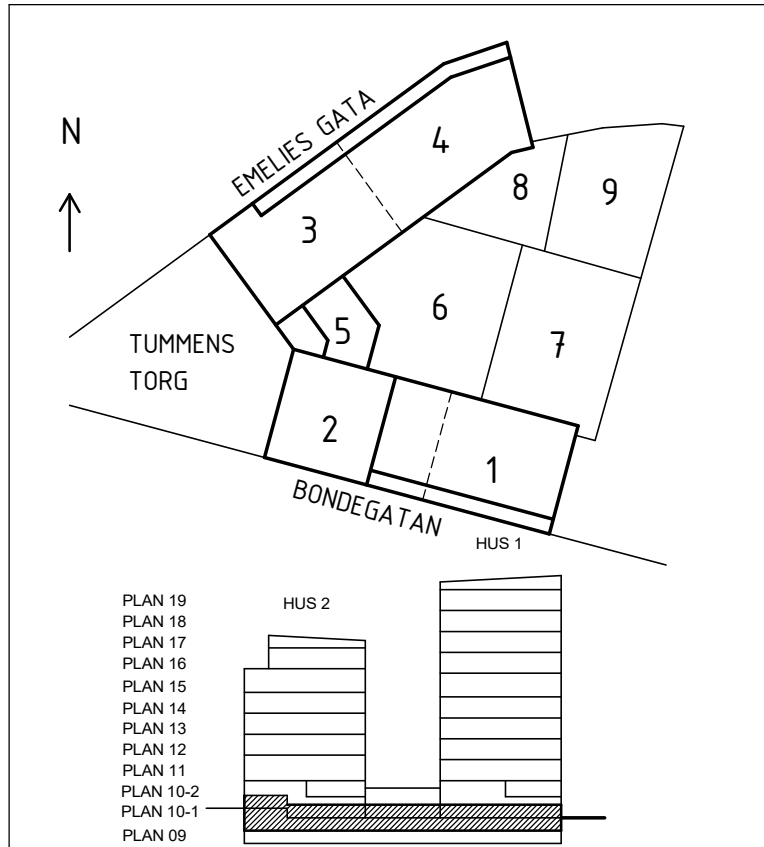 EMELIES GATA
N
4
8
9
3
6
5
7
TUMMENS
TORG
2
1
BONDEGATAN
HUS 1
HUS 2
PLAN 19
PLAN 18
PLAN 17
PLAN 16
PLAN 15
PLAN 14
PLAN 13
PLAN 12
PLAN 11
PLAN 10-2
PLAN 10-1
PLAN 09